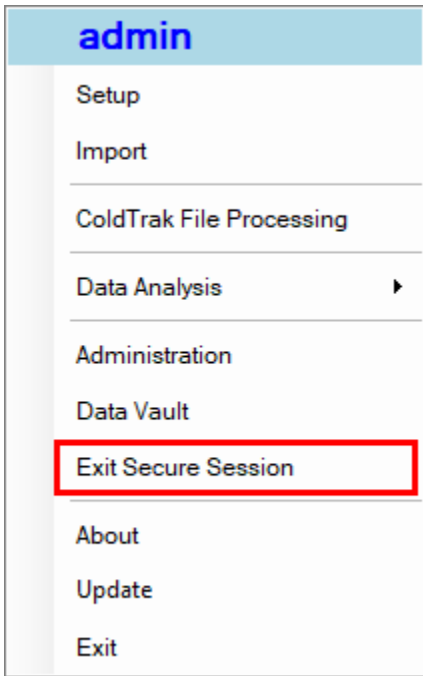 admin
Setup
Import
ColdTrak File Processing
Data Analysis
Administration
Data Vault
Exit Secure Session
About
Update
Exit